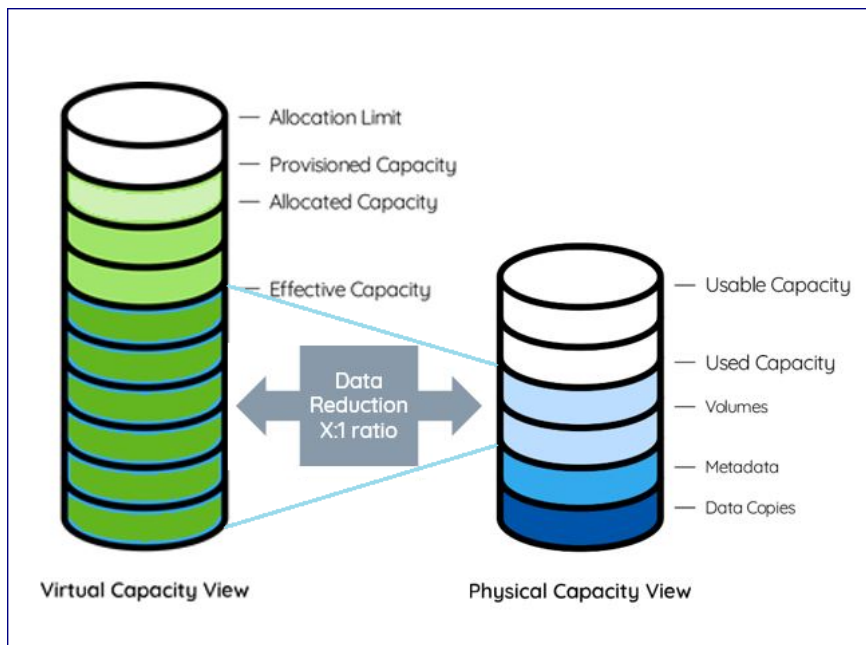 Allocation Limit
Provisioned Capacity
Allocated Capacity
Effective Capacity
Usable Capacity
Used Capacity
Volumes
Metadata
Data Copies
Data
Reduction
X:1 ratio
Virtual Capacity View
Physical Capacity View